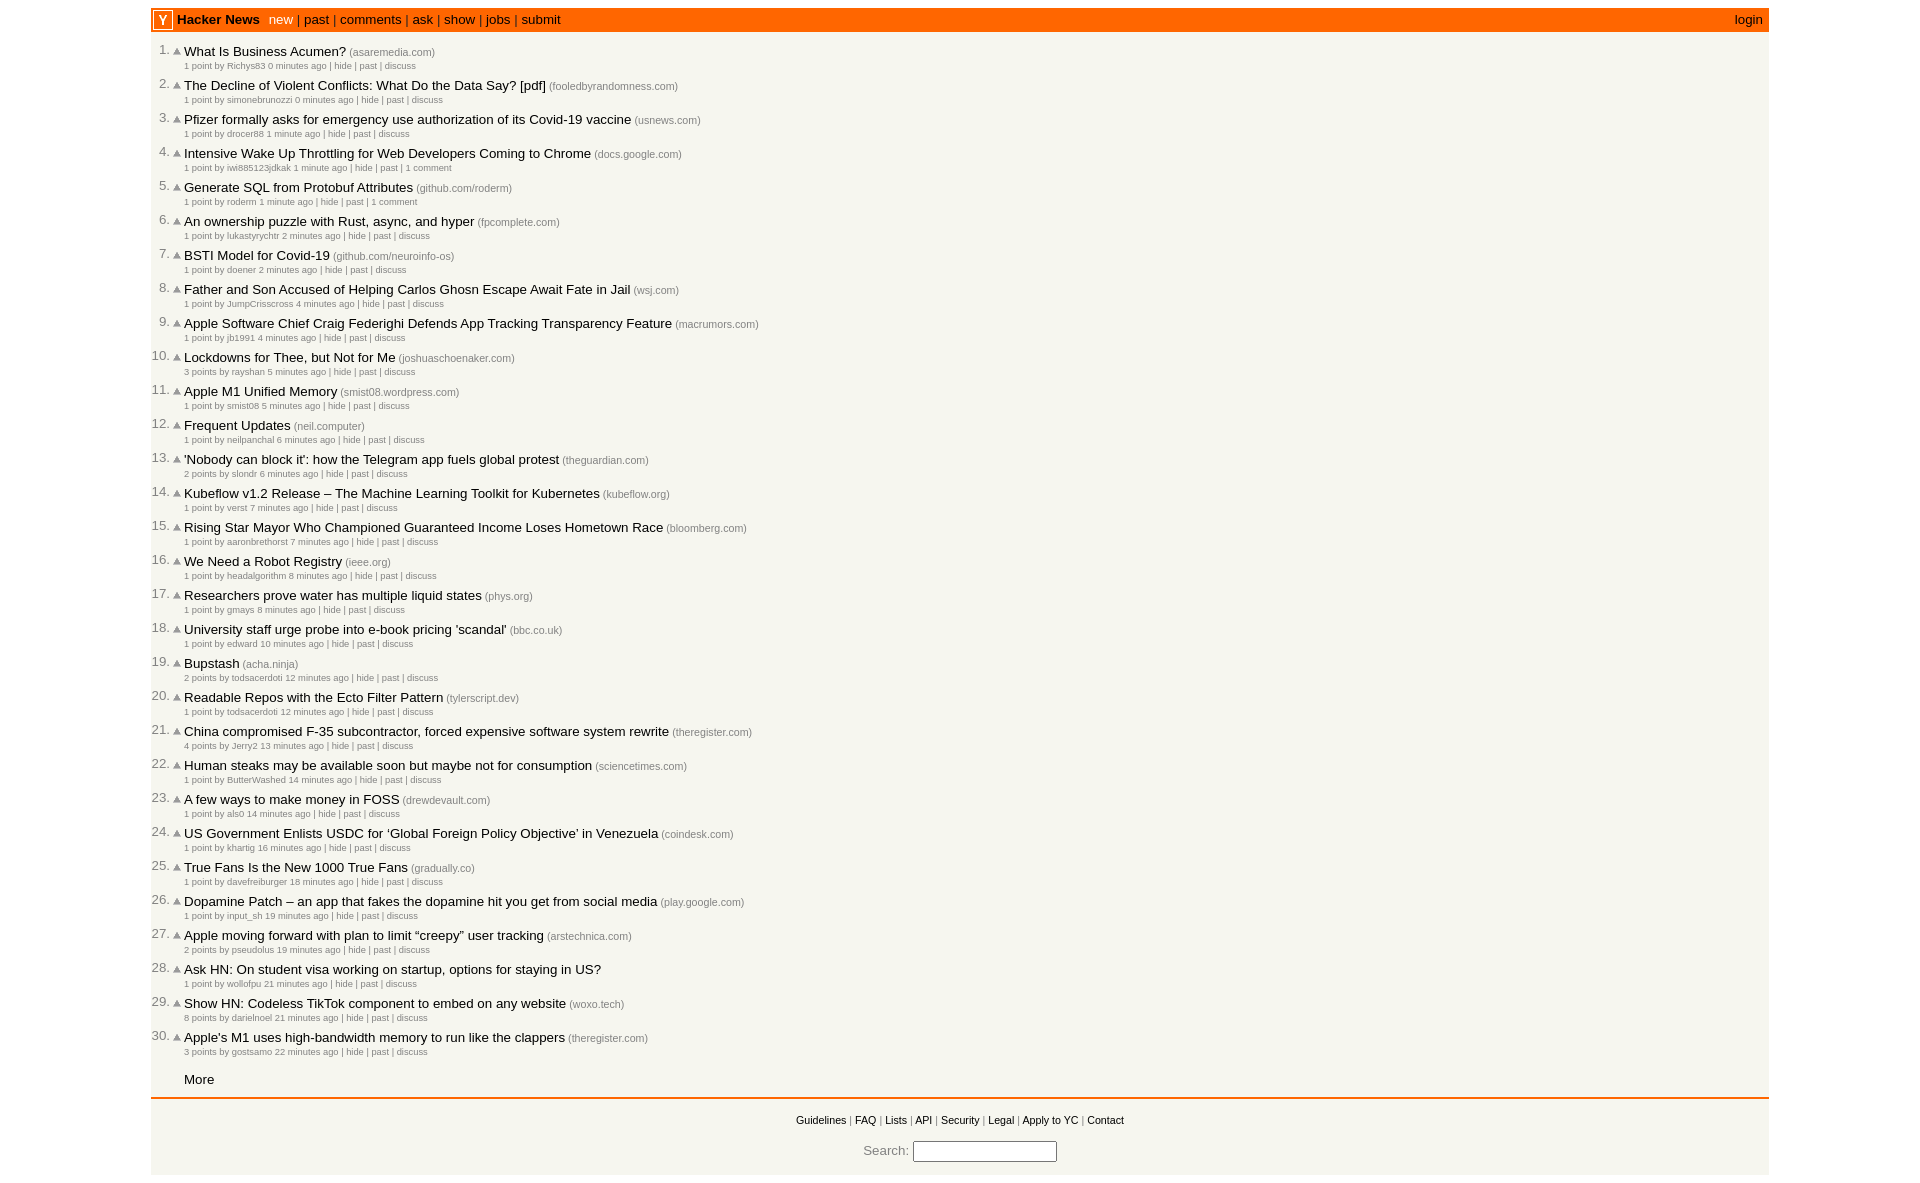 Y Hacker News new | past | comments | ask | show | jobs | submit login
1. What Is Business Acumen? (asaremedia.com)
1 point by Richys83 0 minutes ago | hide | past | discuss
2. The Decline of Violent Conflicts: What Do the Data Say? [pdf] (fooledbyrandomness.com)
1 point by simonebrunozzi 0 minutes ago | hide | past | discuss
3. Pfizer formally asks for emergency use authorization of its Covid-19 vaccine (usnews.com)
1 point by drocer88 1 minute ago | hide | past | discuss
4. Intensive Wake Up Throttling for Web Developers Coming to Chrome (docs.google.com)
1 point by iwi885123jdkak 1 minute ago | hide | past | 1 comment
5. Generate SQL from Protobuf Attributes (github.com/roderm)
1 point by roderm 1 minute ago | hide | past | 1 comment
6. An ownership puzzle with Rust, async, and hyper (fpcomplete.com)
1 point by lukastyrychtr 2 minutes ago | hide | past | discuss
7. BSTI Model for Covid-19 (github.com/neuroinfo-os)
1 point by doener 2 minutes ago | hide | past | discuss
8. Father and Son Accused of Helping Carlos Ghosn Escape Await Fate in Jail (wsj.com)
1 point by JumpCrisscross 4 minutes ago | hide | past | discuss
9. Apple Software Chief Craig Federighi Defends App Tracking Transparency Feature (macrumors.com)
1 point by jb1991 4 minutes ago | hide | past | discuss
10. Lockdowns for Thee, but Not for Me (joshuaschoenaker.com)
3 points by rayshan 5 minutes ago | hide | past | discuss
11. Apple M1 Unified Memory (smist08.wordpress.com)
1 point by smist08 5 minutes ago | hide | past | discuss
12. Frequent Updates (neil.computer)
1 point by neilpanchal 6 minutes ago | hide | past | discuss
13. 'Nobody can block it': how the Telegram app fuels global protest (theguardian.com)
2 points by slondr 6 minutes ago | hide | past | discuss
14. Kubeflow v1.2 Release – The Machine Learning Toolkit for Kubernetes (kubeflow.org)
1 point by verst 7 minutes ago | hide | past | discuss
15. Rising Star Mayor Who Championed Guaranteed Income Loses Hometown Race (bloomberg.com)
1 point by aaronbrethorst 7 minutes ago | hide | past | discuss
16. We Need a Robot Registry (ieee.org)
1 point by headalgorithm 8 minutes ago | hide | past | discuss
17. Researchers prove water has multiple liquid states (phys.org)
1 point by gmays 8 minutes ago | hide | past | discuss
18. University staff urge probe into e-book pricing 'scandal' (bbc.co.uk)
1 point by edward 10 minutes ago | hide | past | discuss
19. Bupstash (acha.ninja)
2 points by todsacerdoti 12 minutes ago | hide | past | discuss
20. Readable Repos with the Ecto Filter Pattern (tylerscript.dev)
1 point by todsacerdoti 12 minutes ago | hide | past | discuss
21. China compromised F-35 subcontractor, forced expensive software system rewrite (theregister.com)
4 points by Jerry2 13 minutes ago | hide | past | discuss
22. Human steaks may be available soon but maybe not for consumption (sciencetimes.com)
1 point by ButterWashed 14 minutes ago | hide | past | discuss
23. A few ways to make money in FOSS (drewdevault.com)
1 point by als0 14 minutes ago | hide | past | discuss
24. US Government Enlists USDC for ‘Global Foreign Policy Objective’ in Venezuela (coindesk.com)
1 point by khartig 16 minutes ago | hide | past | discuss
25. True Fans Is the New 1000 True Fans (gradually.co)
1 point by davefreiburger 18 minutes ago | hide | past | discuss
26. Dopamine Patch – an app that fakes the dopamine hit you get from social media (play.google.com)
1 point by input_sh 19 minutes ago | hide | past | discuss
27. Apple moving forward with plan to limit “creepy” user tracking (arstechnica.com)
2 points by pseudolus 19 minutes ago | hide | past | discuss
28. Ask HN: On student visa working on startup, options for staying in US?
1 point by wollofpu 21 minutes ago | hide | past | discuss
29. Show HN: Codeless TikTok component to embed on any website (woxo.tech)
8 points by darielnoel 21 minutes ago | hide | past | discuss
30. Apple's M1 uses high-bandwidth memory to run like the clappers (theregister.com)
3 points by gostsamo 22 minutes ago | hide | past | discuss
More
Guidelines | FAQ | Lists | API | Security | Legal | Apply to YC | Contact
Search: